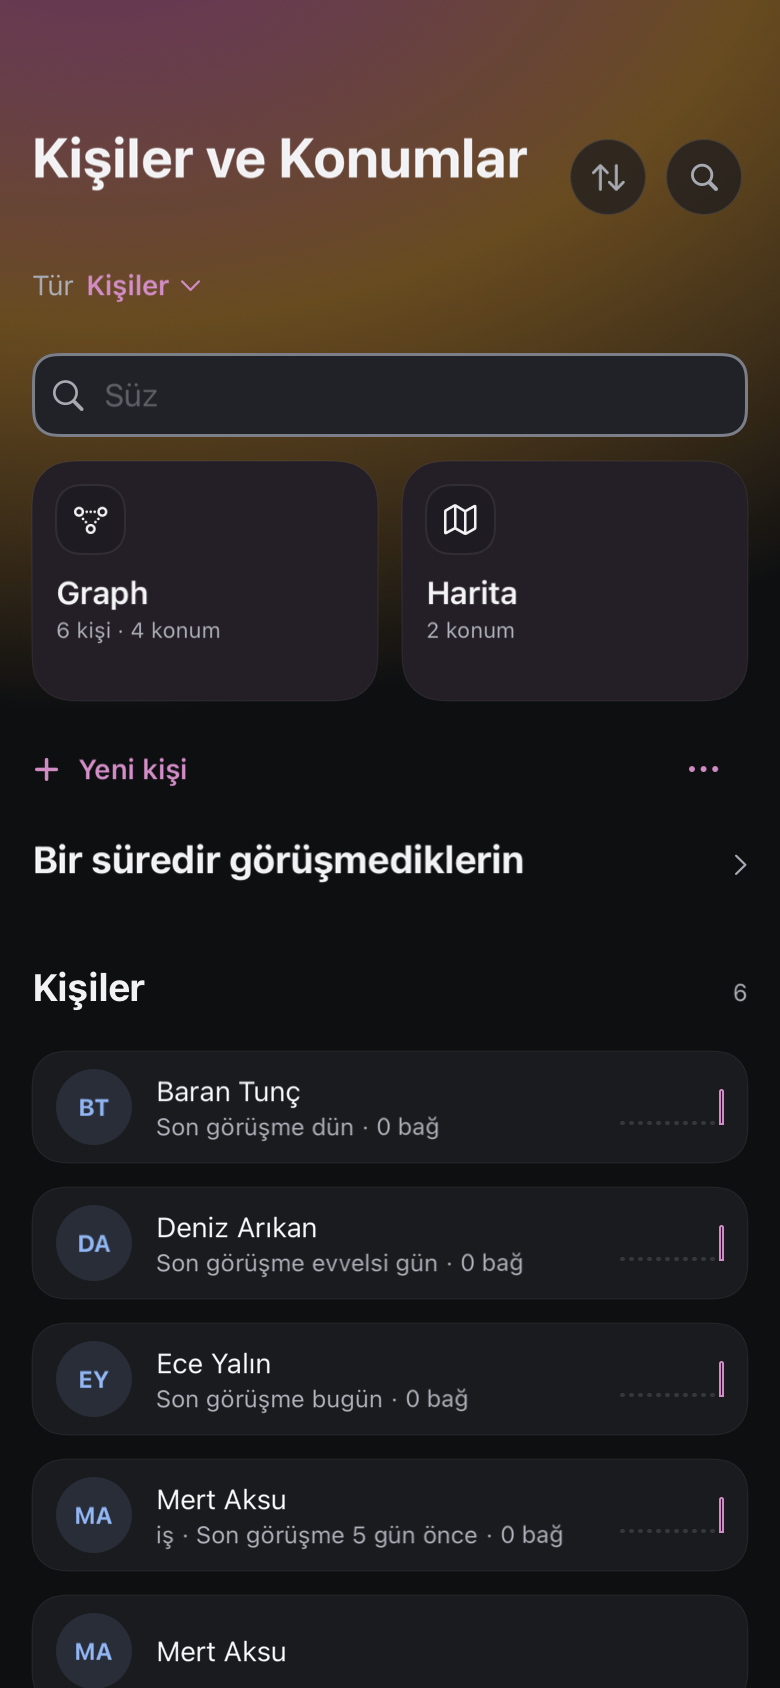 Kişiler ve Konumlar
Tür Kişiler
Süz
Graph
6 kişi · 4 konum
Harita
2 konum
Yeni kişi
Bir süredir görüşmediklerin
Kişiler
6
BT
Baran Tunç
Son görüşme dün · 0 bağ
DA
Deniz Arıkan
Son görüşme evvelsi gün · 0 bağ
EY
Ece Yalın
Son görüşme bugün · 0 bağ
MA
Mert Aksu
iş · Son görüşme 5 gün önce · 0 bağ
MA
Mert Aksu